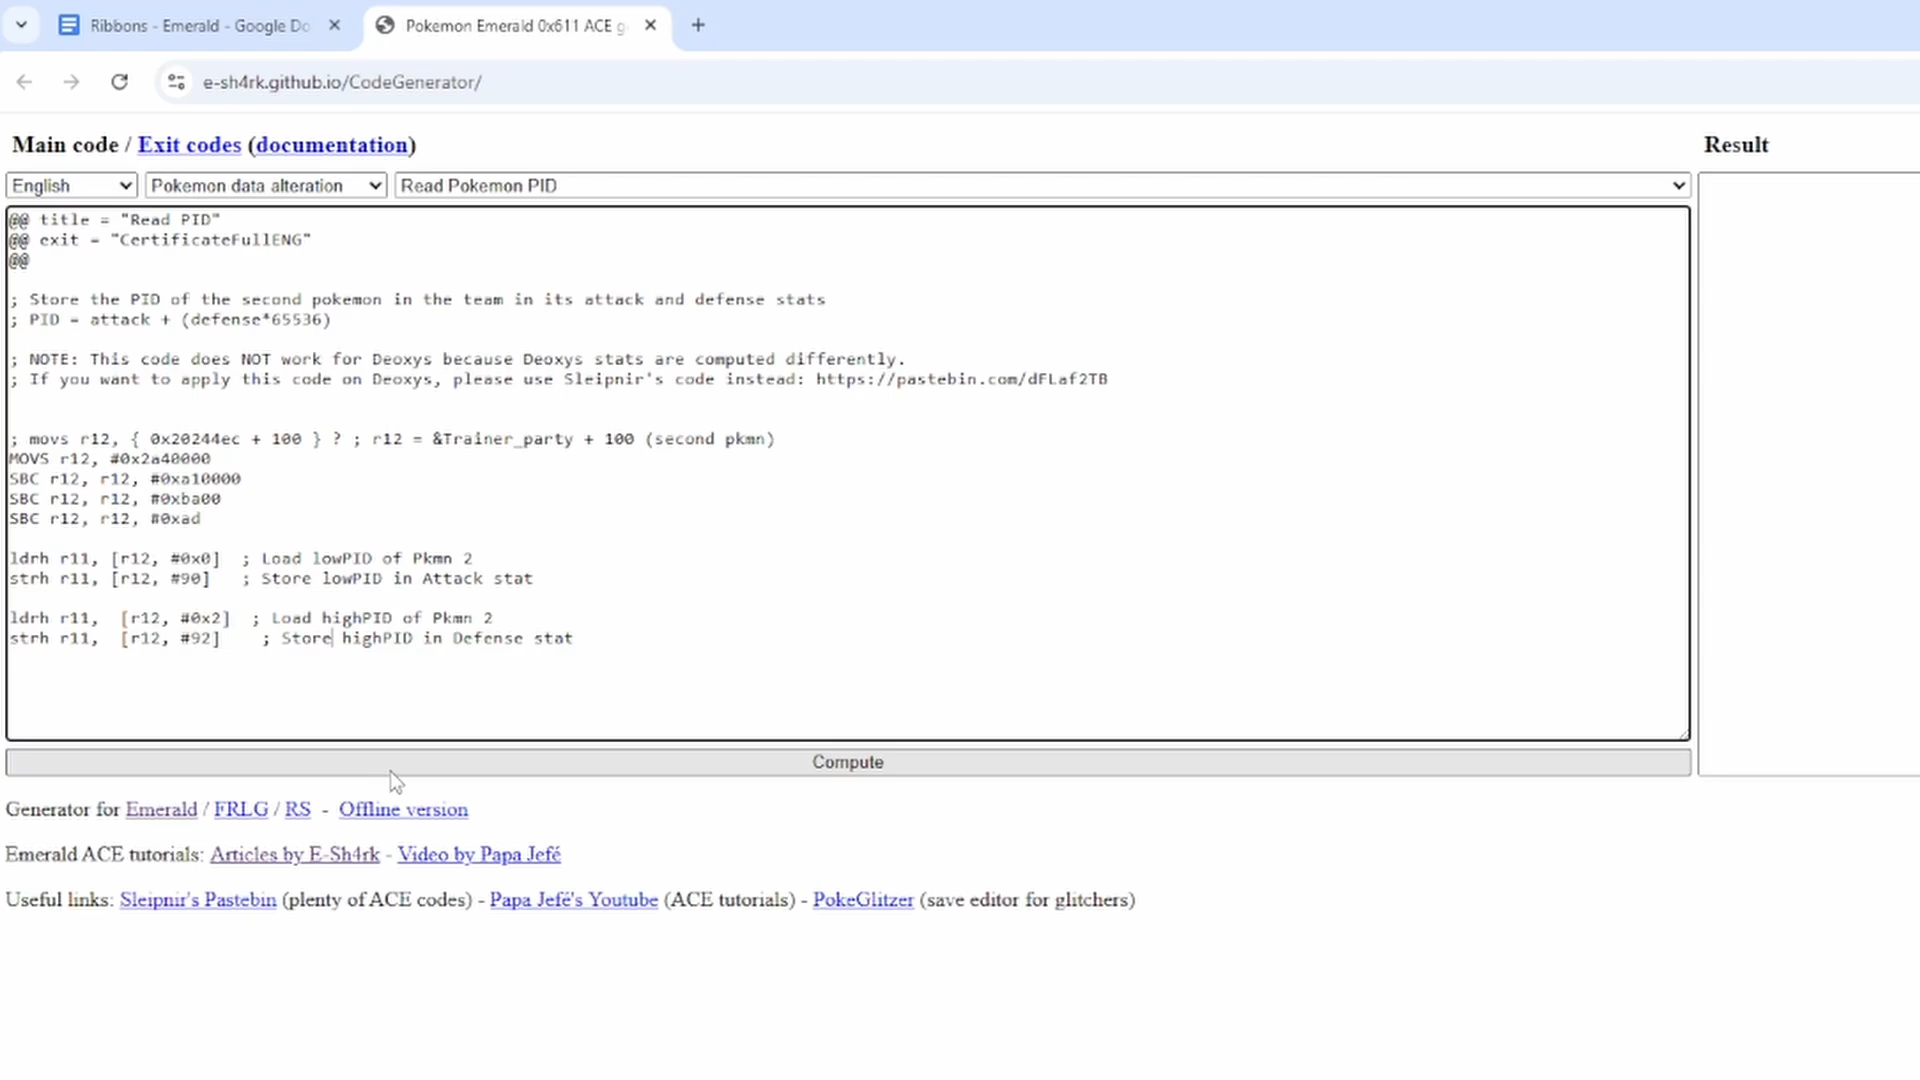 Ribbons - Emerald - Google Do
Pokemon Emerald 0x611 ACE g
e-sh4rk.github.io/CodeGenerator/
Main code / Exit codes (documentation)
Result
English
Pokemon data alteration
Read Pokemon PID
@@ title = "Read PID"
@@ exit = "CertificateFullENG"
@@
; Store the PID of the second pokemon in the team in its attack and defense stats
; PID = attack + (defense*65536)
; NOTE: This code does NOT work for Deoxys because Deoxys stats are computed differently.
; If you want to apply this code on Deoxys, please use Sleipnir's code instead: https://pastebin.com/dFLaf2TB
; movs r12, { 0x20244ec + 100 } ? ; r12 = &Trainer_party + 100 (second pkmn)
MOVS r12, #0x2a40000
SBC r12, r12, #0xa10000
SBC r12, r12, #0xba00
SBC r12, r12, #0xad
ldrh r11, [r12, #0x0]  ; Load lowPID of Pkmn 2
strh r11, [r12, #90]   ; Store lowPID in Attack stat
ldrh r11,  [r12, #0x2]  ; Load highPID of Pkmn 2
strh r11,  [r12, #92]    ; Store highPID in Defense stat
Compute
Generator for Emerald / FRLG / RS - Offline version
Emerald ACE tutorials: Articles by E-Sh4rk - Video by Papa Jefé
Useful links: Sleipnir's Pastebin (plenty of ACE codes) - Papa Jefé's Youtube (ACE tutorials) - PokeGlitzer (save editor for glitchers)